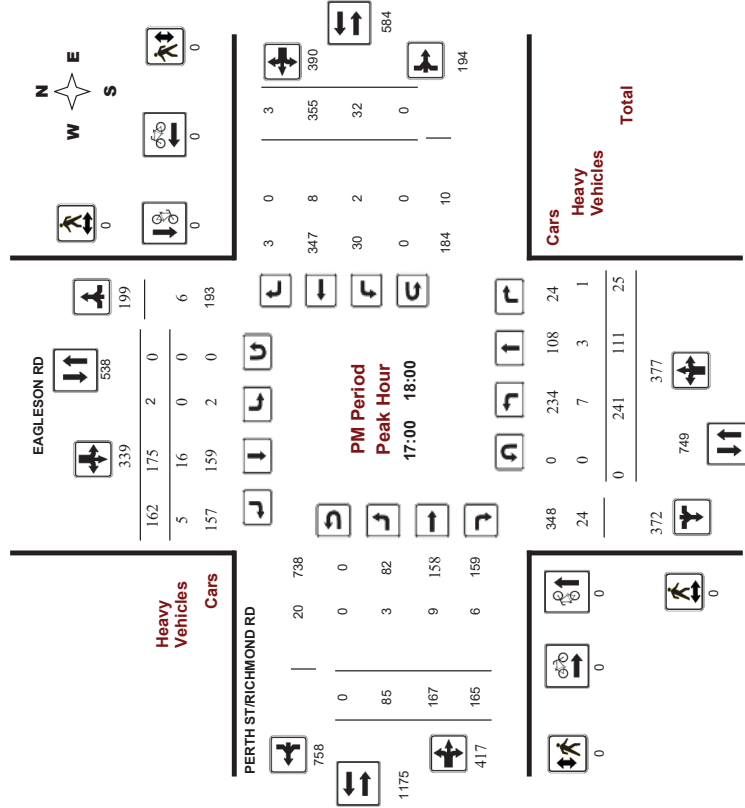 N
W E
S
EAGLESON RD
0
0
0
0
538
339
199
162 175 2 0
5 16 0 0 6
157 159 2 0 193
Heavy
Vehicles
Cars
584
390
194
3 0 3
347 8 355
30 2 32
0 0 0
184 10
PM Period
Peak Hour
17:00 18:00
PERTH ST/RICHMOND RD
758
1175
417
20 738
0 0 0
85 3 82
167 9 158
165 6 159
Cars
Heavy
Vehicles
Total
348 0 234 108 24
24 0 7 3 1
0 241 111 25
372
749
377
0
0
0
0